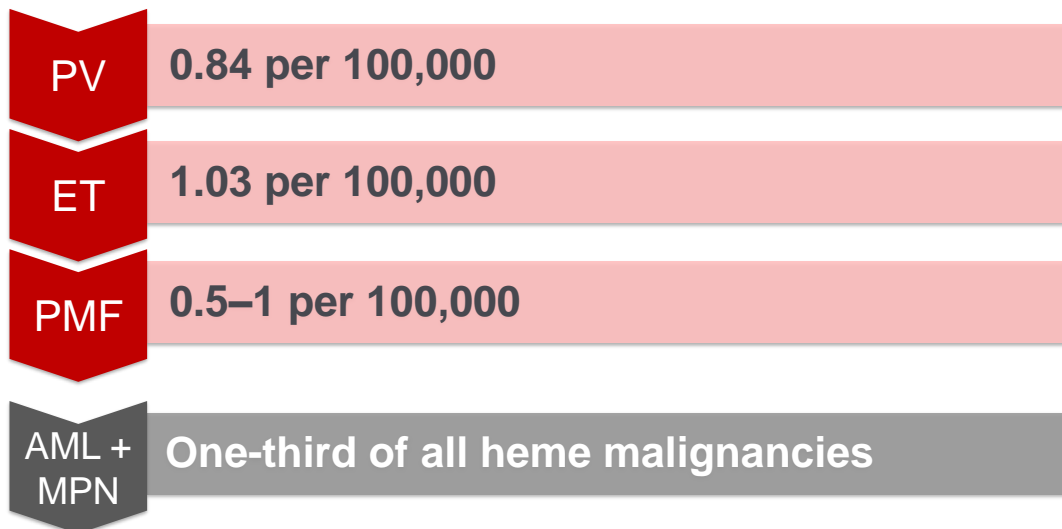 PV
0.84 per 100,000
ET
1.03 per 100,000
PMF
0.5–1 per 100,000
AML +
MPN
One-third of all heme malignancies